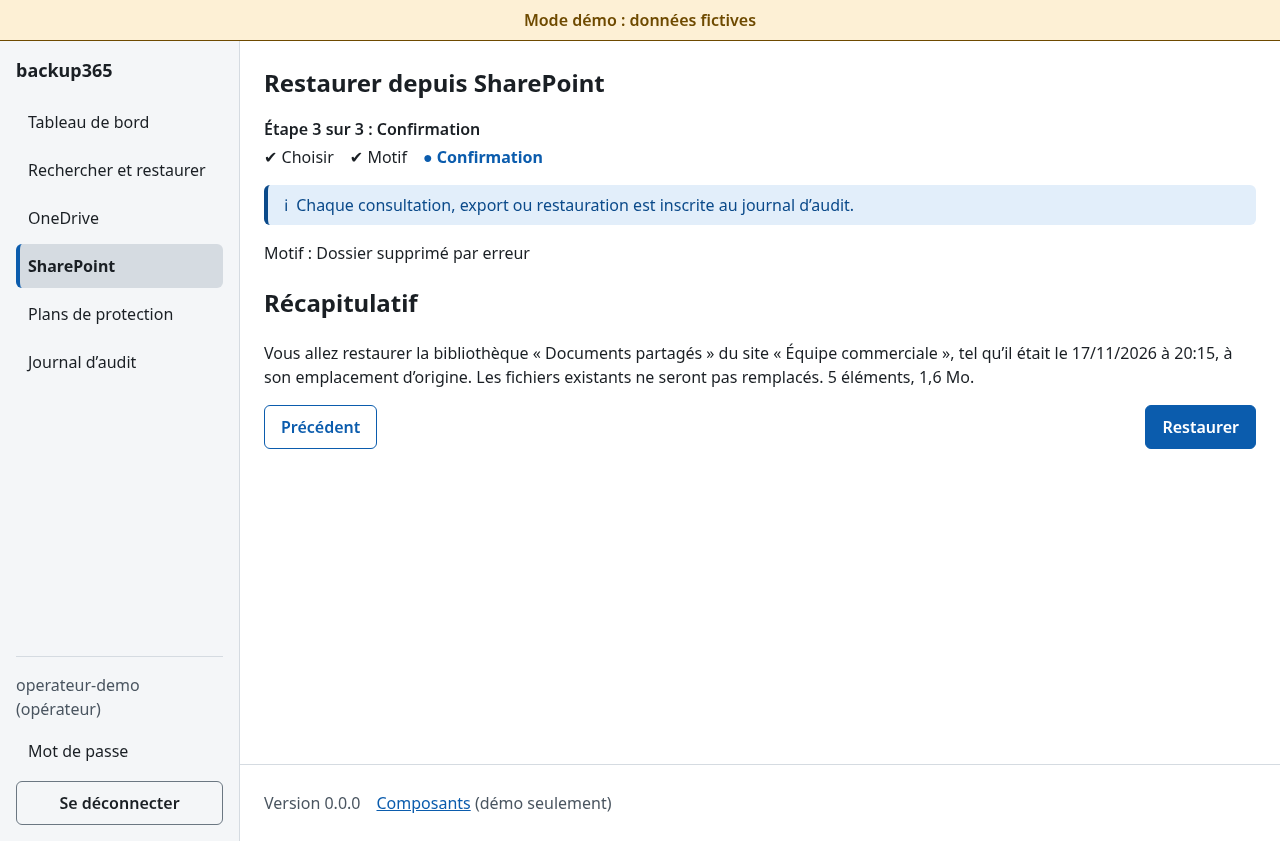 Mode démo : données fictives
backup365
Tableau de bord
Rechercher et restaurer
OneDrive
SharePoint
Plans de protection
Journal d’audit
operateur-demo
(opérateur)
Mot de passe
Se déconnecter
Restaurer depuis SharePoint
Étape 3 sur 3 : Confirmation
✔ Choisir ✔ Motif ● Confirmation
i Chaque consultation, export ou restauration est inscrite au journal d’audit.
Motif : Dossier supprimé par erreur
Récapitulatif
Vous allez restaurer la bibliothèque « Documents partagés » du site « Équipe commerciale », tel qu’il était le 17/11/2026 à 20:15, à
son emplacement d’origine. Les fichiers existants ne seront pas remplacés. 5 éléments, 1,6 Mo.
Précédent
Restaurer
Version 0.0.0 Composants (démo seulement)